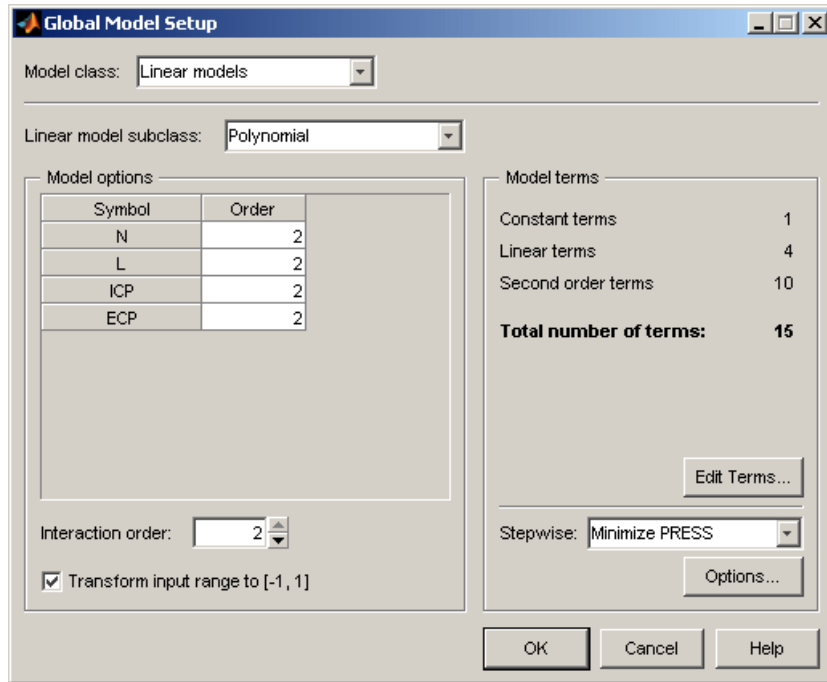 Global Model Setup
Model class: Linear models
Linear model subclass: Polynomial
Model options
Symbol Order
N 2
L 2
ICP 2
ECP 2
Interaction order: 2
Transform input range to [-1, 1]
Model terms
Constant terms 1
Linear terms 4
Second order terms 10
Total number of terms: 15
Edit Terms...
Stepwise: Minimize PRESS
Options...
OK Cancel Help